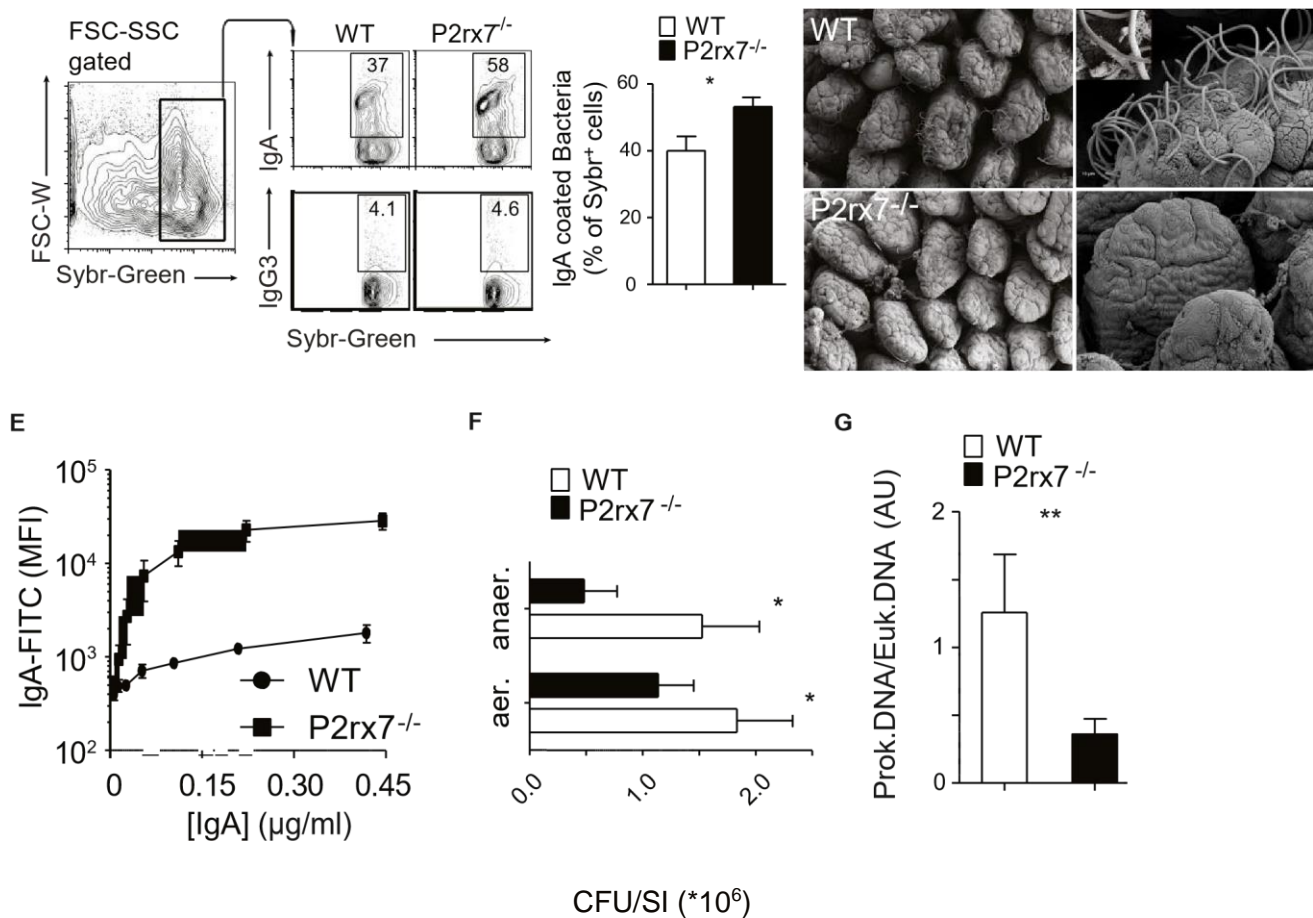 FSC-SSC
gated
FSC-W
Sybr-Green
WT
P2rx7-/-
37
58
IgA
4.1
4.6
IgG3
Sybr-Green
WT
P2rx7-/-
IgA coated Bacteria
(% of Sybr+ cells)
60
40
20
0
*
WT
P2rx7-/-
E
IgA-FITC (MFI)
10^5
10^4
10^3
10^2
WT
P2rx7-/-
0
0.15
0.30
0.45
[IgA] (µg/ml)
F
WT
P2rx7 -/-
anaer.
*
aer.
*
0.0
1.0
2.0
CFU/SI (*10^6)
G
WT
P2rx7 -/-
Prok.DNA/Euk.DNA (AU)
2
1
0
**